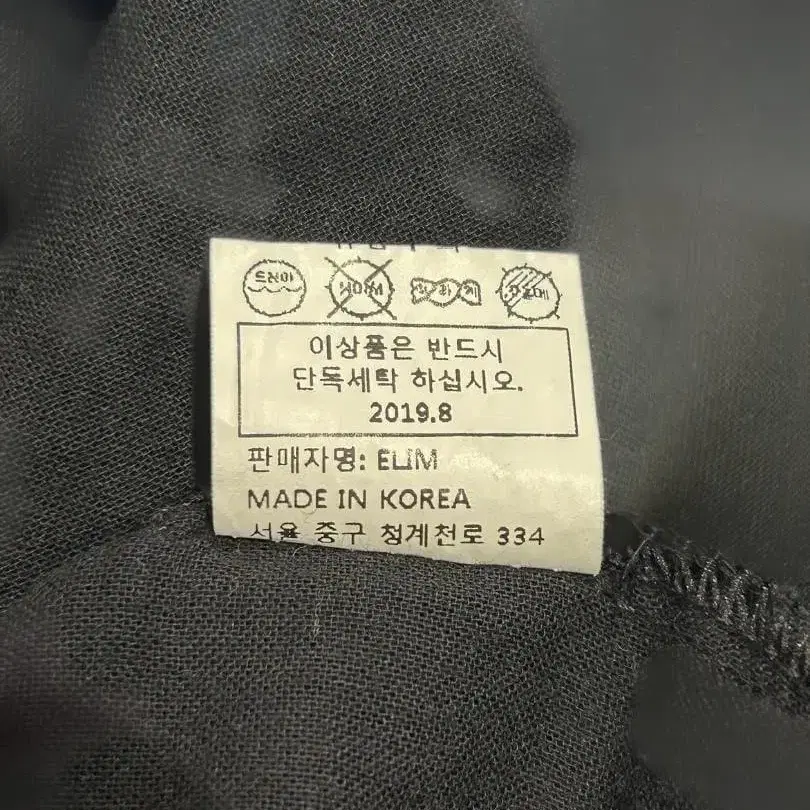 드라이
이상품은 반드시
단독세탁 하십시오.
2019.8
판매자명: ELIM
MADE IN KOREA
서울 중구 청계천로 334